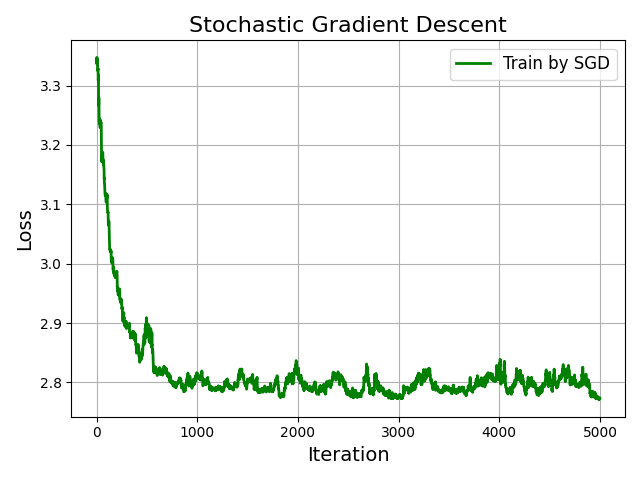 Stochastic Gradient Descent
Train by SGD
3.3
3.2
3.1
3.0
2.9
2.8
Loss
0 1000 2000 3000 4000 5000
Iteration